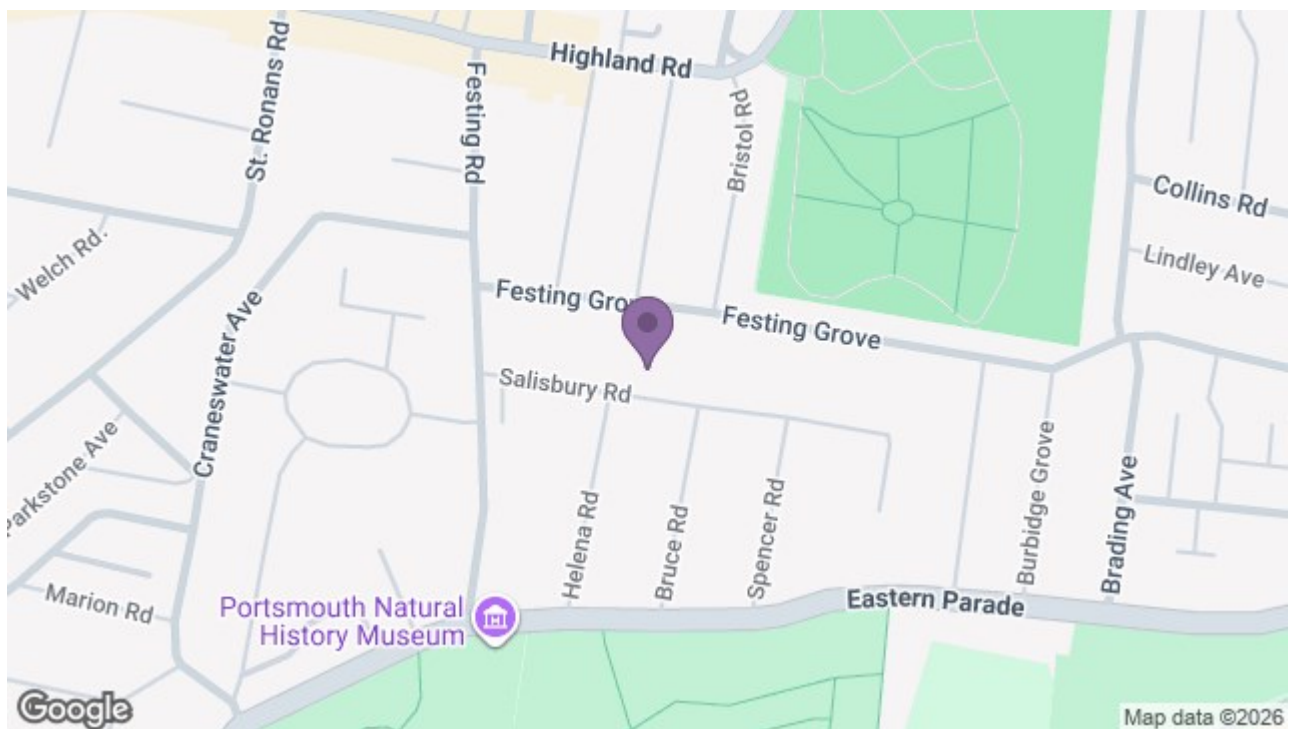 St. Ronans Rd
Festing Rd
Highland Rd
Bristol Rd
Collins Rd
Lindley Ave
Welch Rd.
Craneswater Ave
Festing Gro
Festing Grove
Salisbury Rd
Parkstone Ave
Helena Rd
Bruce Rd
Spencer Rd
Burbidge Grove
Brading Ave
Marion Rd
Portsmouth Natural
History Museum
Eastern Parade
Google
Map data ©2026